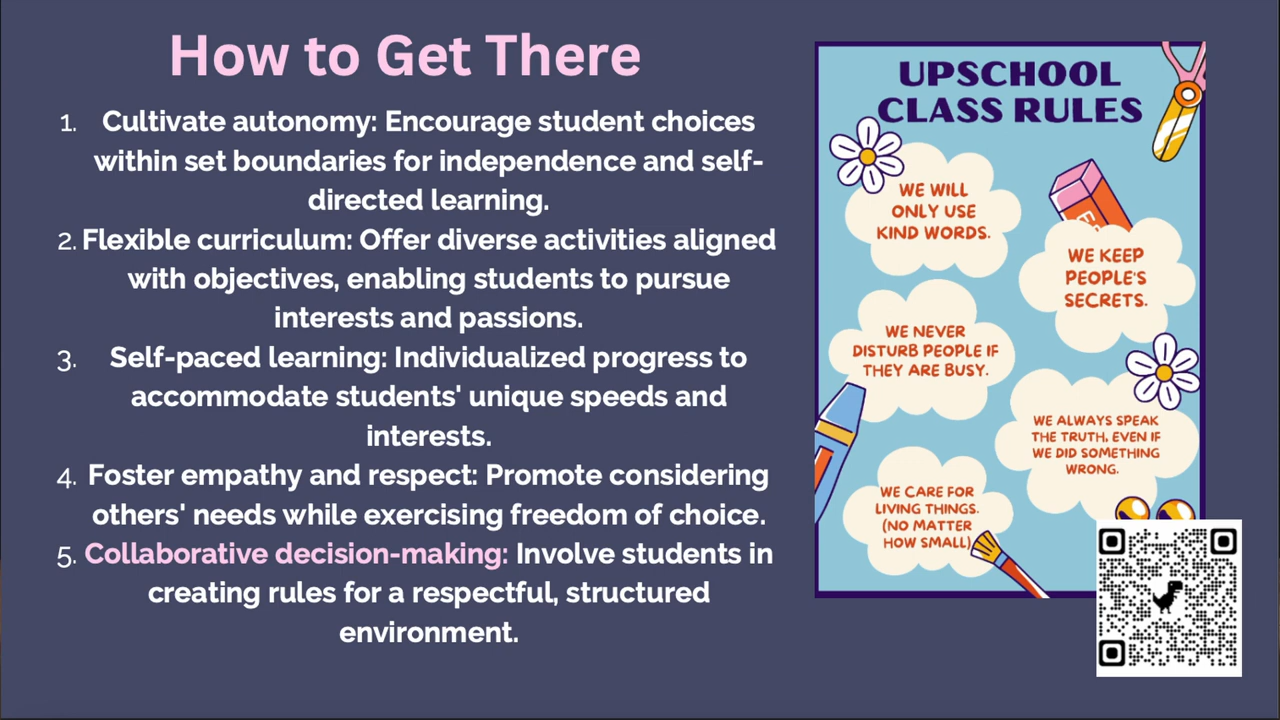 How to Get There
1. Cultivate autonomy: Encourage student choices
within set boundaries for independence and self-
directed learning.
2. Flexible curriculum: Offer diverse activities aligned
with objectives, enabling students to pursue
interests and passions.
3. Self-paced learning: Individualized progress to
accommodate students' unique speeds and
interests.
4. Foster empathy and respect: Promote considering
others' needs while exercising freedom of choice.
5. Collaborative decision-making: Involve students in
creating rules for a respectful, structured
environment.
UPSCHOOL
CLASS RULES
WE WILL
ONLY USE
KIND WORDS.
WE KEEP
PEOPLE'S
SECRETS.
WE NEVER
DISTURB PEOPLE IF
THEY ARE BUSY.
WE ALWAYS SPEAK
THE TRUTH, EVEN IF
WE DID SOMETHING
WRONG.
WE CARE FOR
LIVING THINGS.
(NO MATTER
HOW SMALL)